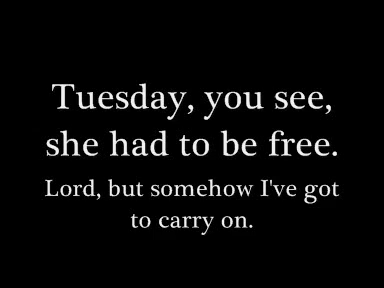 Tuesday, you see,
she had to be free.
Lord, but somehow I've got
to carry on.